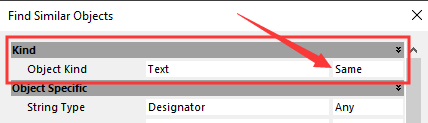 Find Similar Objects
Kind
Object Kind Text Same
Object Specific
String Type Designator Any